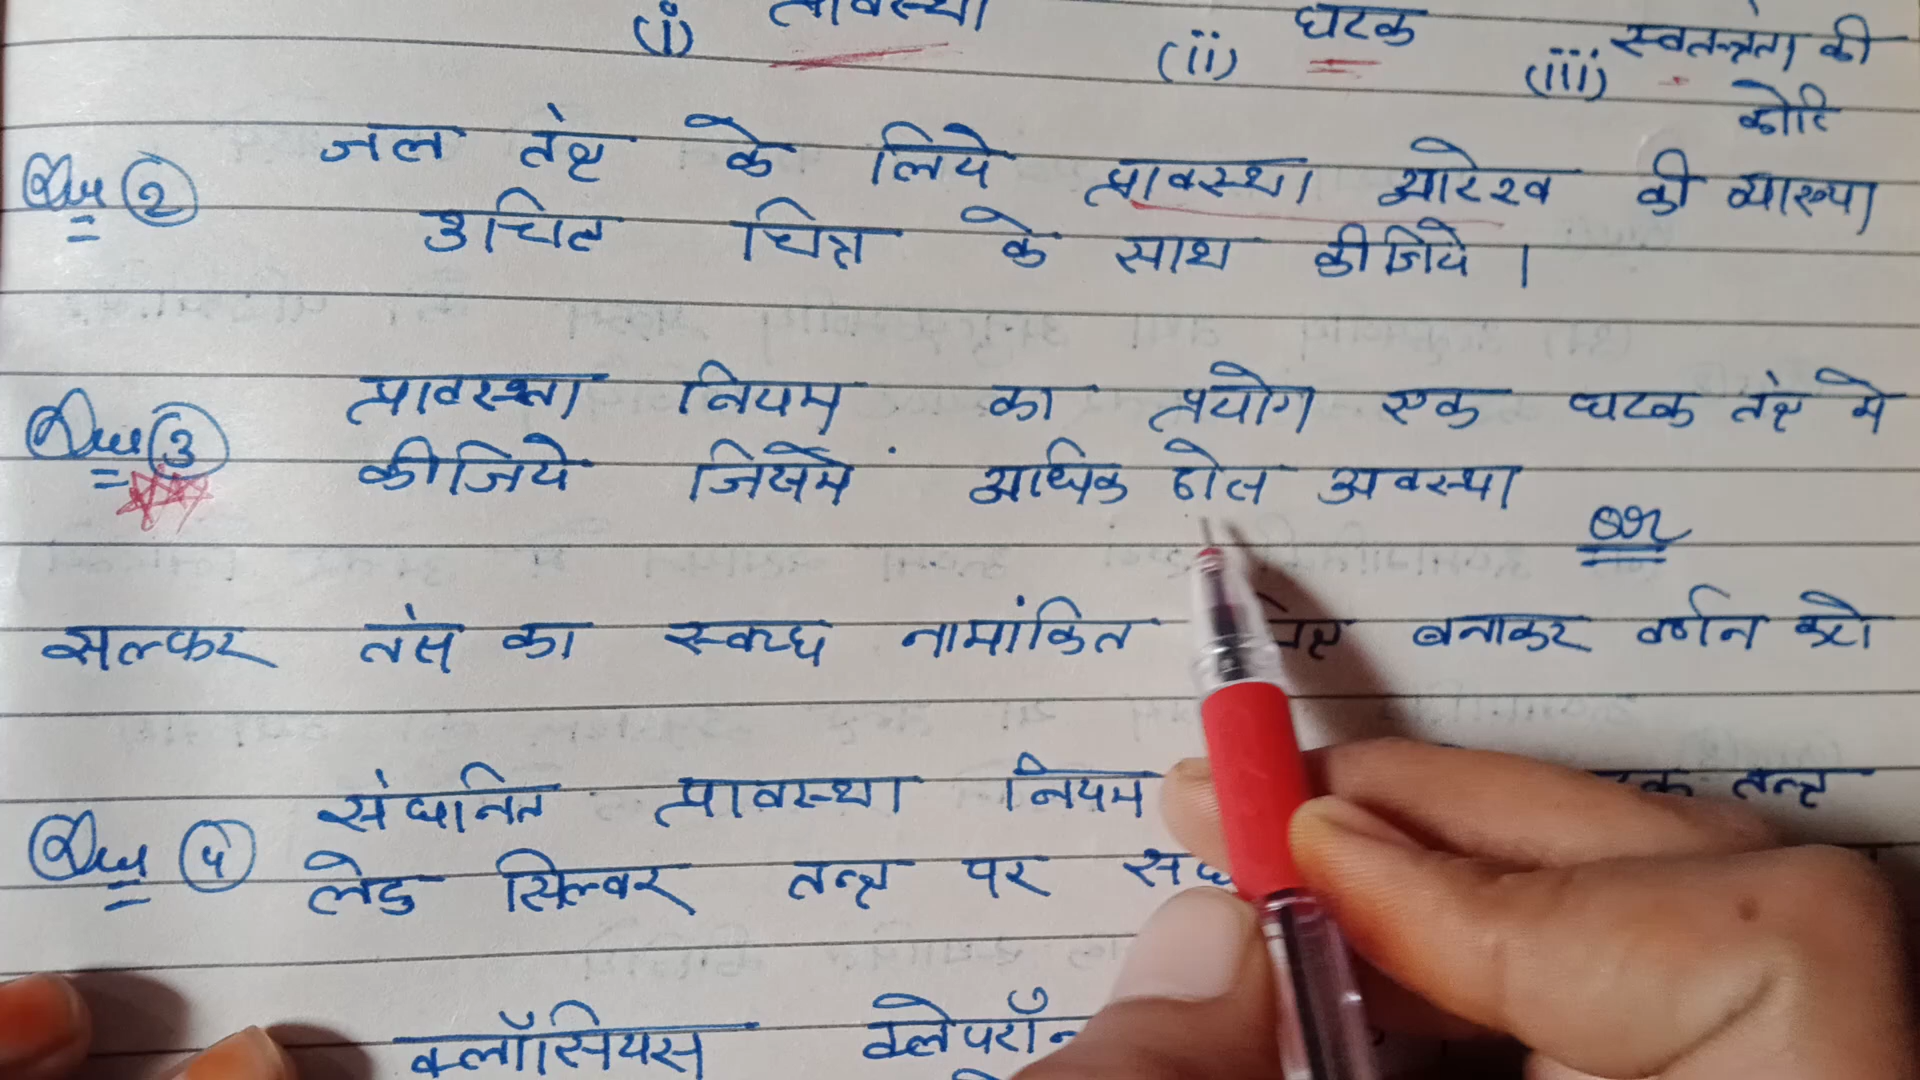 (i) प्रावस्था (ii) घटक (iii) स्वतन्त्रता की
कोटि
Que 2 जल तंत्र के लिये प्रावस्था आरेख की व्याख्या
उचित चित्र के साथ कीजिये ।
Que 3 प्रावस्था नियम का प्रयोग एक घटक तंत्र मे
कीजिये जिसमें अधिक ठोस अवस्था
or
सल्फर तंत्र का स्वच्छ नामांकित बनाकर वर्णन करो
Que 4 संघनित प्रावस्था नियम तन्त्र
लेड सिल्वर तन्त्र पर
क्लॉसियस